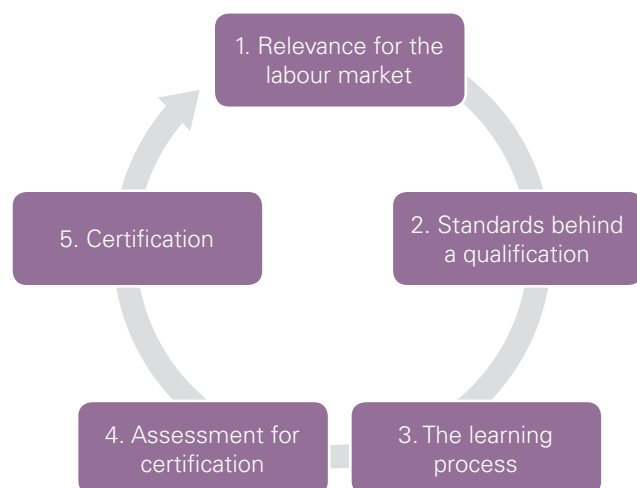 1. Relevance for the
labour market
2. Standards behind
a qualification
3. The learning
process
4. Assessment for
certification
5. Certification